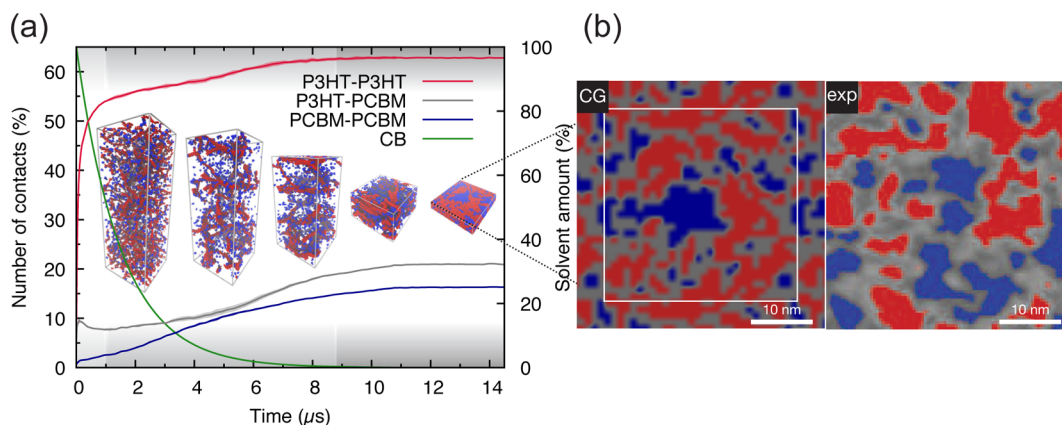 (a)
(b)
Number of contacts (%)
60
50
40
30
20
10
0
P3HT-P3HT
P3HT-PCBM
PCBM-PCBM
CB
100
80
60
40
20
0
Solvent amount (%)
0 2 4 6 8 10 12 14
Time (μs)
CG
10 nm
exp
10 nm